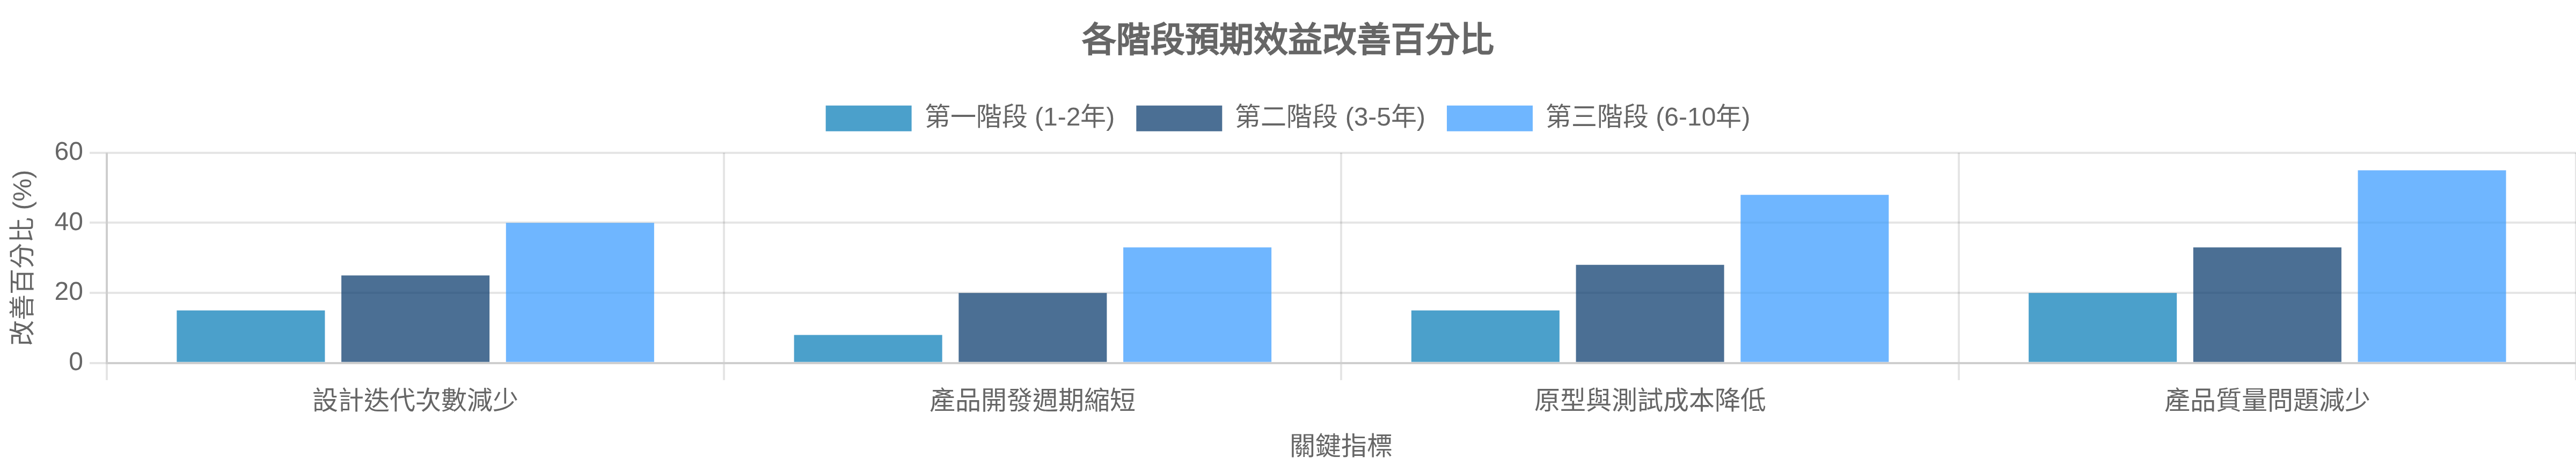 各階段預期效益改善百分比
第一階段 (1-2年) 第二階段 (3-5年) 第三階段 (6-10年)
改善百分比 (%)
60
40
20
0
設計迭代次數減少 產品開發週期縮短 原型與測試成本降低 產品質量問題減少
關鍵指標